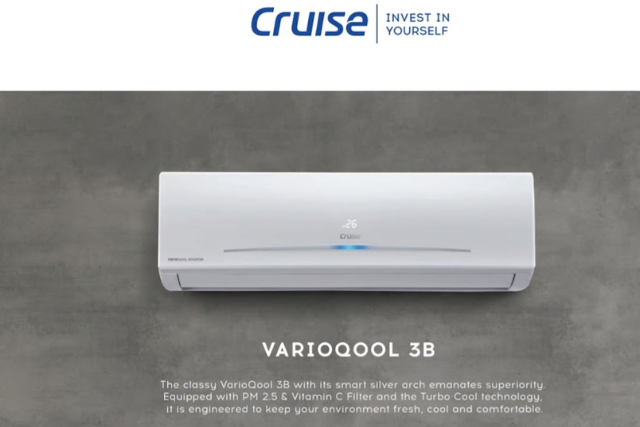 Cruise
INVEST IN
YOURSELF
26
Cruise
VARIOQOOL 3B
The classy VarioQool 3B with its smart silver arch emanates superiority.
Equipped with PM 2.5 & Vitamin C Filter and the Turbo Cool technology,
it is engineered to keep your environment fresh, cool and comfortable.